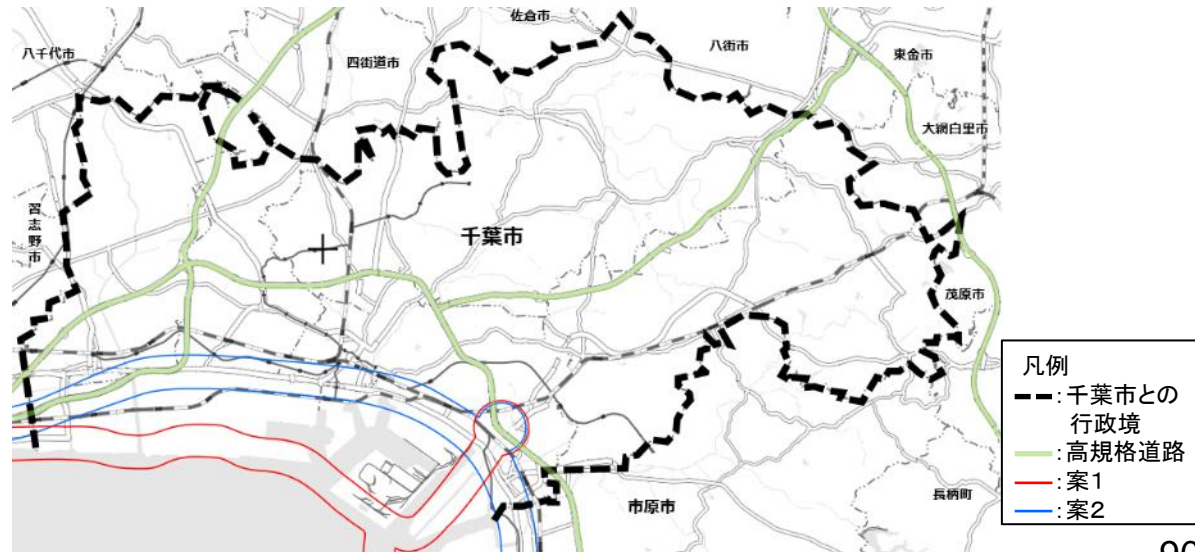 佐倉市
八街市
八千代市
四街道市
東金市
大網白里市
習志野市
千葉市
茂原市
市原市
長柄町
凡例
:千葉市との
行政境
:高規格道路
:案1
:案2